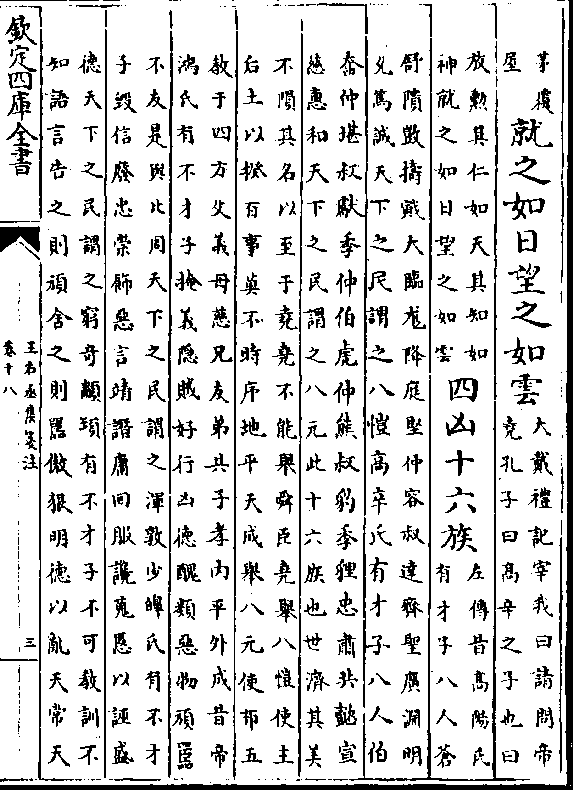 茅覆
屋
就之如日望之如雲
大戴禮記宰我曰請問帝
堯孔子曰髙辛之子也曰
放勲其仁如天其知如
神就之如日望之如雲
四凶十六族
左傳昔髙陽氏
有才子八人蒼
舒隤敳擣戭大臨尨降庭堅仲容叔達齊聖廣淵明
允篤誠天下之民謂之八愷髙辛氏有才子八人伯
奮仲堪叔獻季仲伯虎仲熊叔豹季貍忠肅共懿宣
慈惠和天下之民謂之八元此十六族也世濟其美
不隕其名以至于堯堯不能舉舜臣堯舉八愷使主
后土以揆百事莫不時序地平天成舉八元使布五
教于四方父義母慈兄友弟共子孝内平外成昔帝
鴻氏有不才子掩義隠賊好行凶德醜類惡物頑嚚
不友是與比周天下之民謂之渾敦少皥氏有不才
子毁信廢忠崇飾惡言靖譖庸回服讒蒐慝以誣盛
德天下之民謂之窮奇顓頊有不才子不可教訓不
知話言告之則頑舍之則嚚傲狠明德以亂天常天
欽定四庫全書
王右丞集箋注
卷十八
三